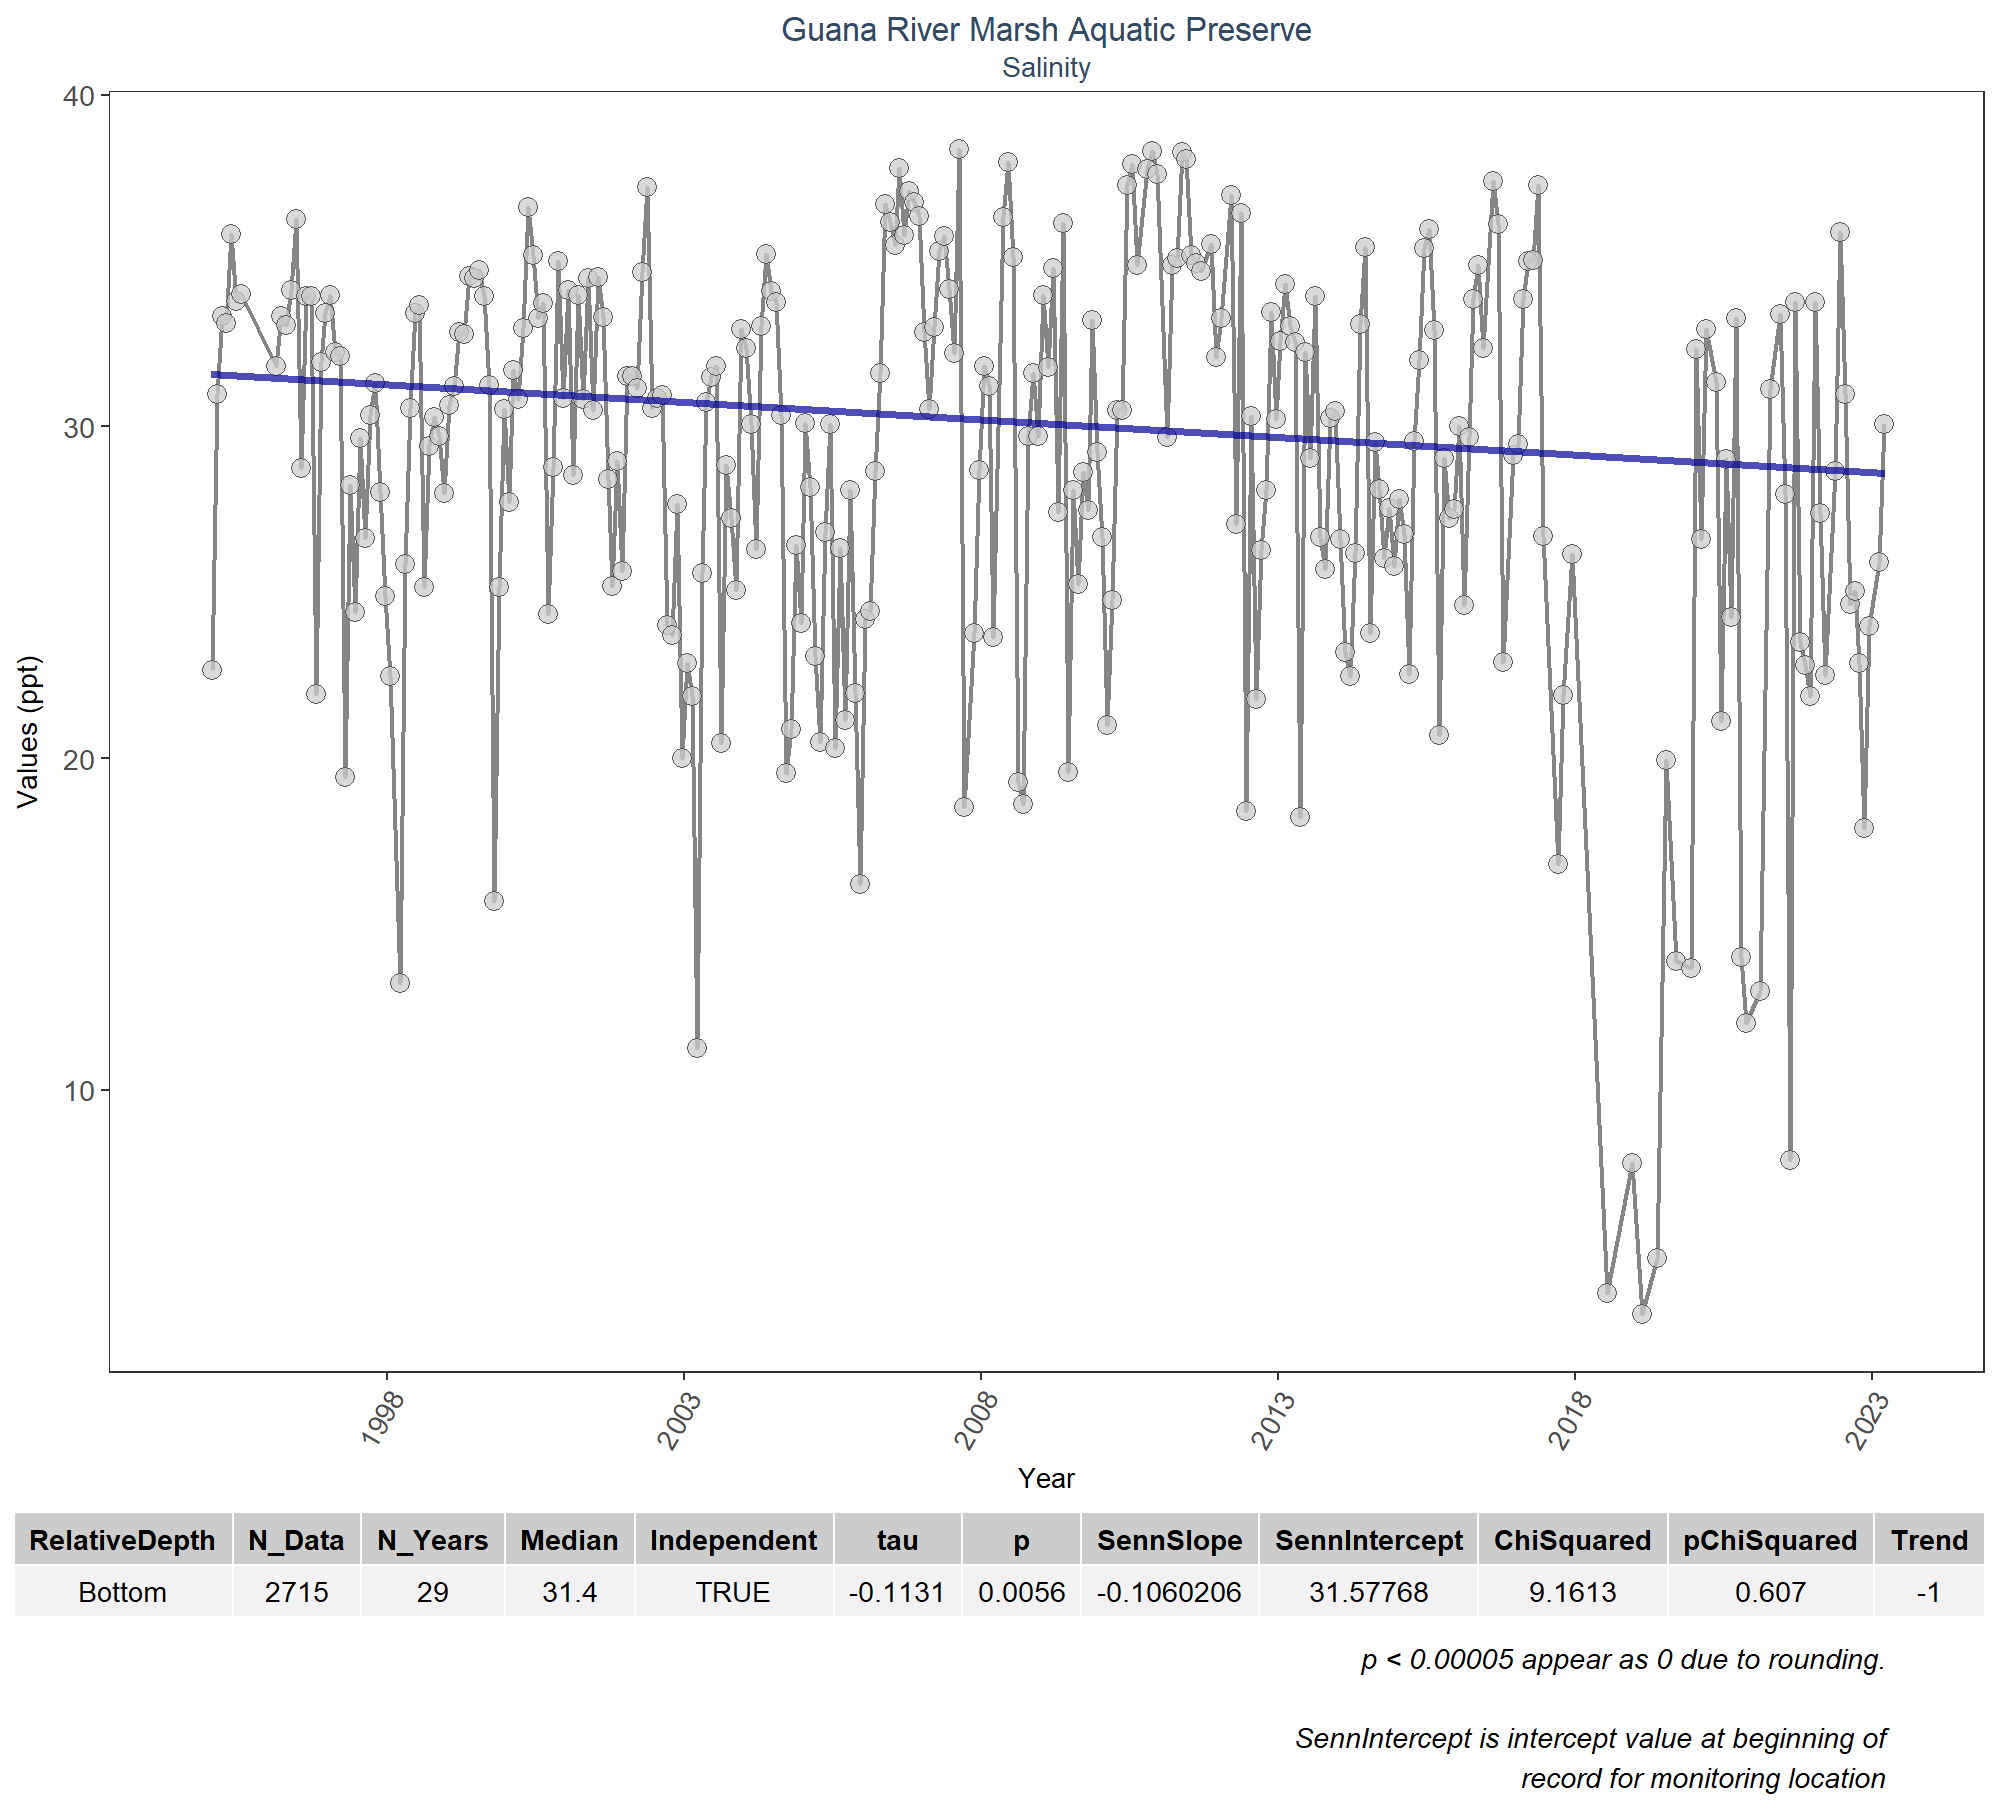 Guana River Marsh Aquatic Preserve
Salinity
40
30
20
10
Values (ppt)
1998
2003
2008
2013
2018
2023
Year
RelativeDepth N_Data N_Years Median Independent tau p SennSlope SennIntercept ChiSquared pChiSquared Trend
Bottom 2715 29 31.4 TRUE -0.1131 0.0056 -0.1060206 31.57768 9.1613 0.607 -1
p < 0.00005 appear as 0 due to rounding.
SennIntercept is intercept value at beginning of
record for monitoring location